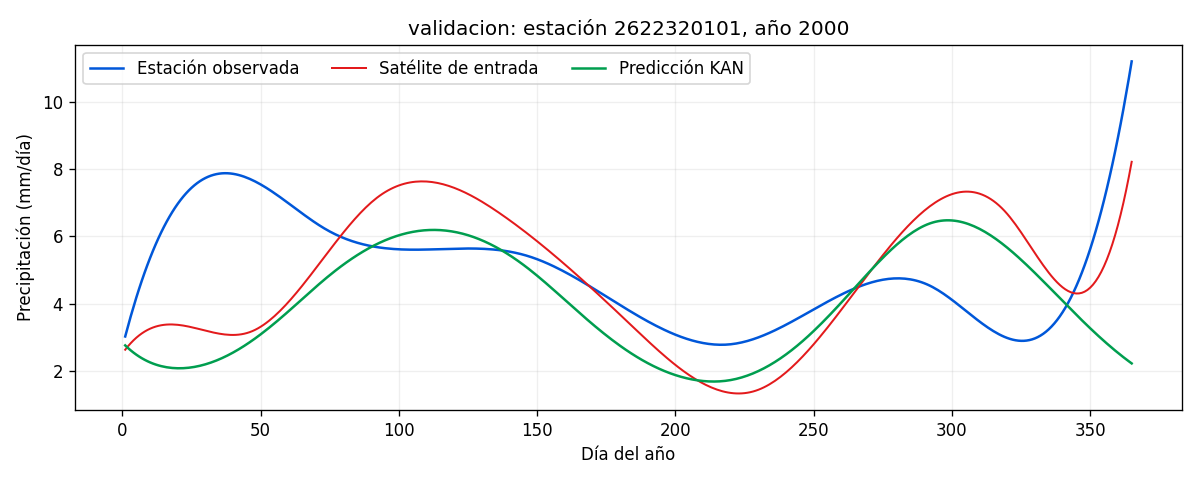 validacion: estación 2622320101, año 2000
Estación observada Satélite de entrada Predicción KAN
Precipitación (mm/día)
10
8
6
4
2
0 50 100 150 200 250 300 350
Día del año